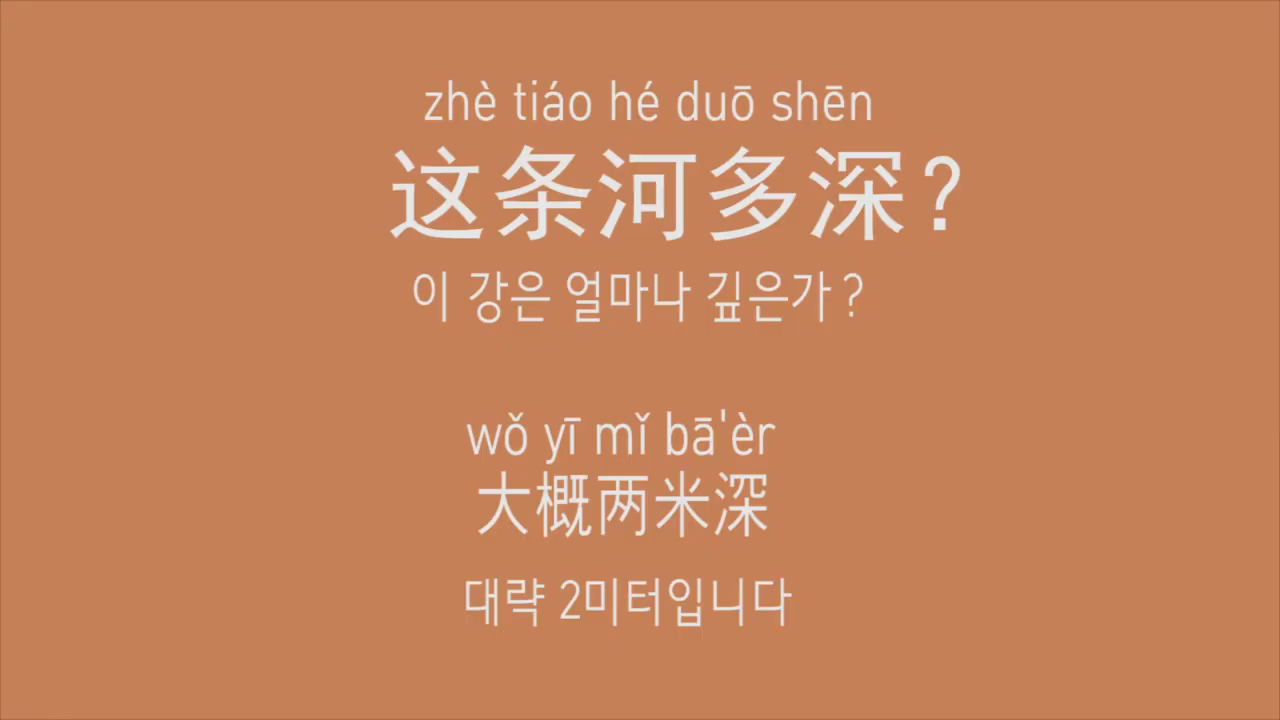 zhè tiáo hé duō shēn
这条河多深?
이 강은 얼마나 깊은가?
wǒ yī mǐ bā'èr
大概两米深
대략 2미터입니다